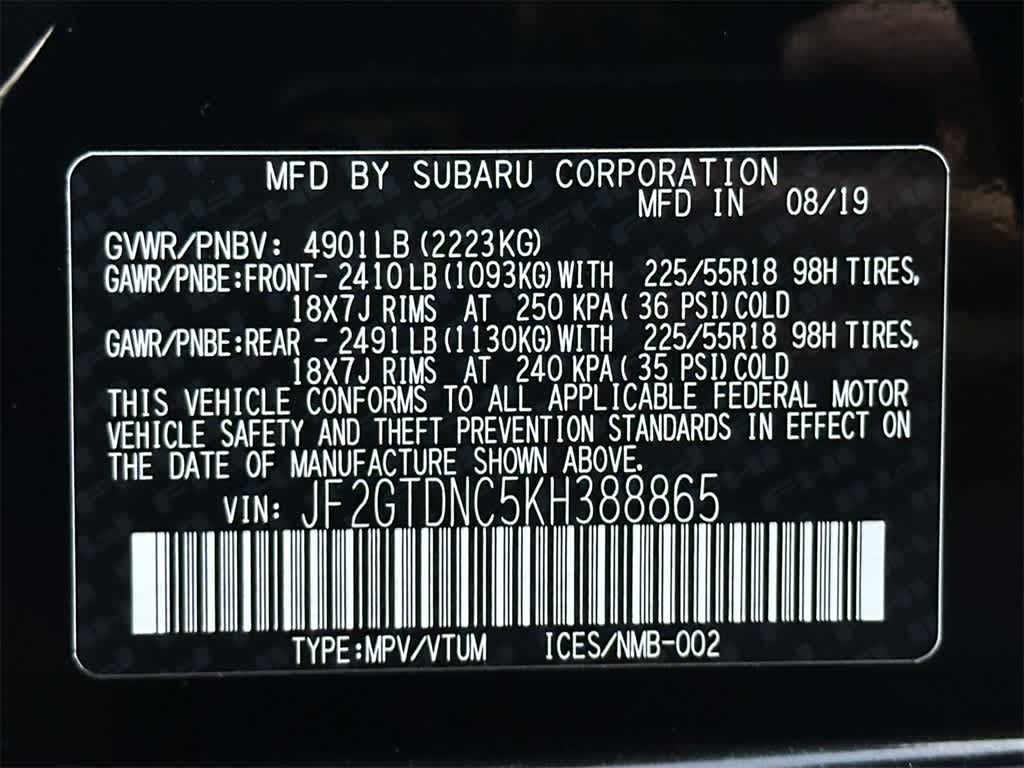 MFD BY SUBARU CORPORATION
MFD IN 08/19
GVWR/PNBV: 4901LB (2223KG)
GAWR/PNBE:FRONT- 2410LB (1093KG) WITH 225/55R18 98H TIRES,
18X7J RIMS AT 250 KPA ( 36 PSI) COLD
GAWR/PNBE:REAR - 2491LB (1130KG) WITH 225/55R18 98H TIRES,
18X7J RIMS AT 240 KPA ( 35 PSI) COLD
THIS VEHICLE CONFORMS TO ALL APPLICABLE FEDERAL MOTOR
VEHICLE SAFETY AND THEFT PREVENTION STANDARDS IN EFFECT ON
THE DATE OF MANUFACTURE SHOWN ABOVE.
VIN: JF2GTDNC5KH388865
TYPE:MPV/VTUM ICES/NMB-002